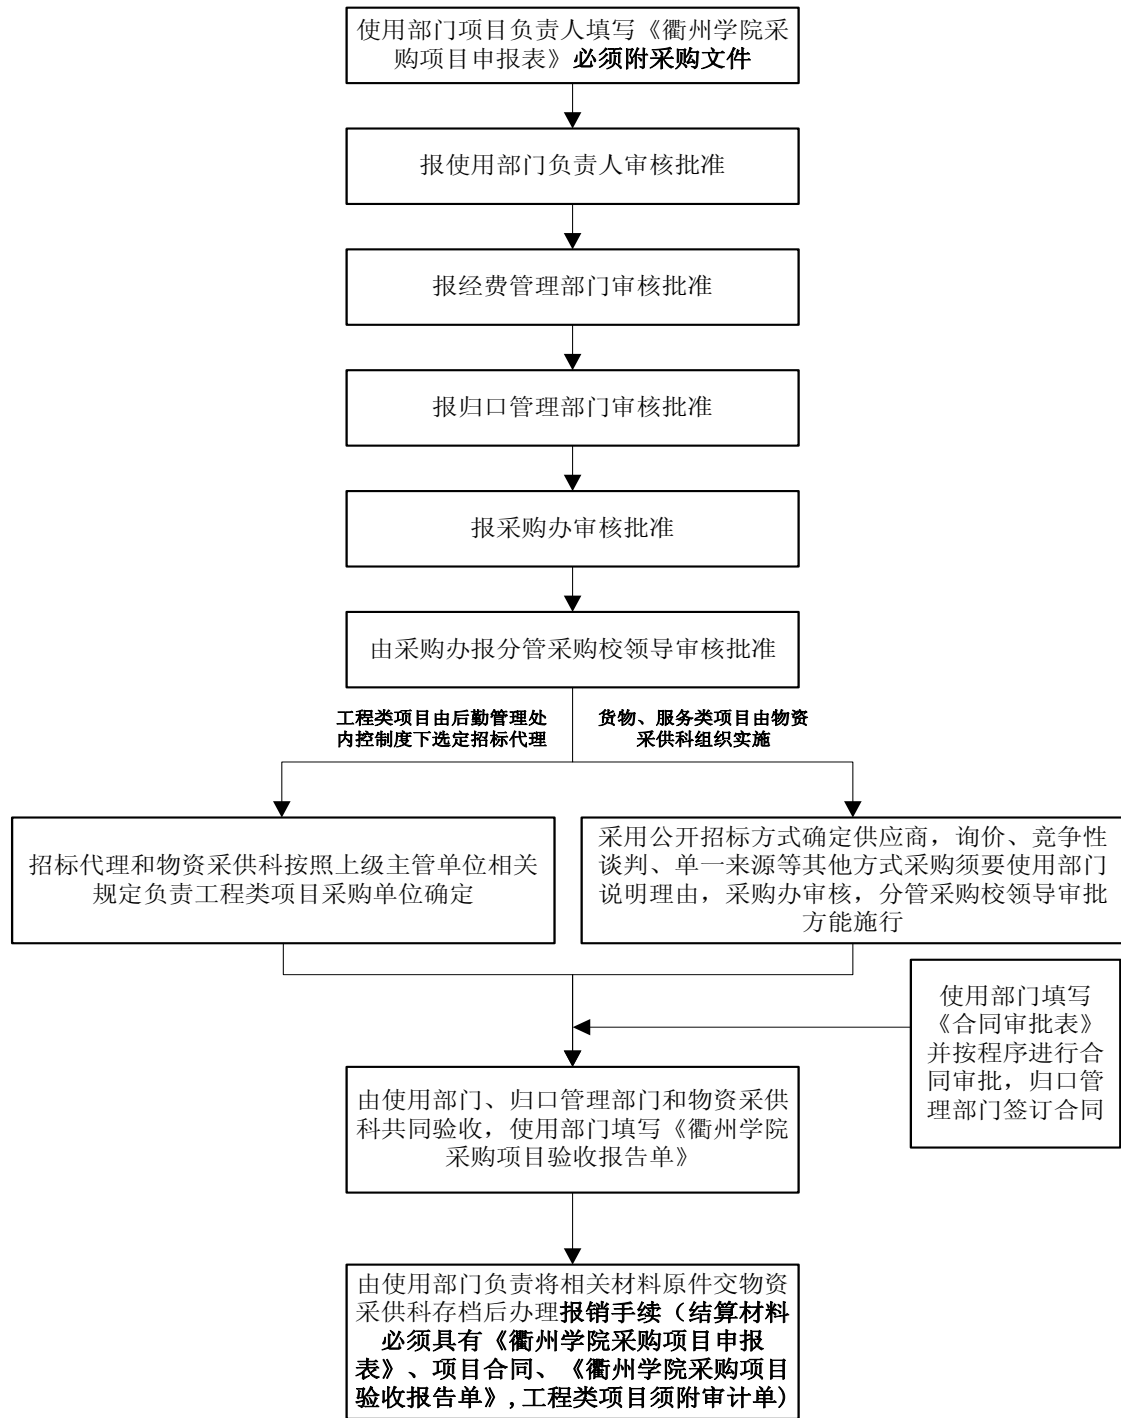 使用部门项目负责人填写《衢州学院采
购项目申报表》必须附采购文件
报使用部门负责人审核批准
报经费管理部门审核批准
报归口管理部门审核批准
报采购办审核批准
由采购办报分管采购校领导审核批准
工程类项目由后勤管理处
内控制度下选定招标代理
货物、服务类项目由物资
采供科组织实施
招标代理和物资采供科按照上级主管单位相关
规定负责工程类项目采购单位确定
采用公开招标方式确定供应商，询价、竞争性
谈判、单一来源等其他方式采购须要使用部门
说明理由，采购办审核，分管采购校领导审批
方能施行
使用部门填写
《合同审批表》
并按程序进行合
同审批，归口管
理部门签订合同
由使用部门、归口管理部门和物资采供
科共同验收，使用部门填写《衢州学院
采购项目验收报告单》
由使用部门负责将相关材料原件交物资
采供科存档后办理报销手续（结算材料
必须具有《衢州学院采购项目申报
表》、项目合同、《衢州学院采购项目
验收报告单》,工程类项目须附审计单)